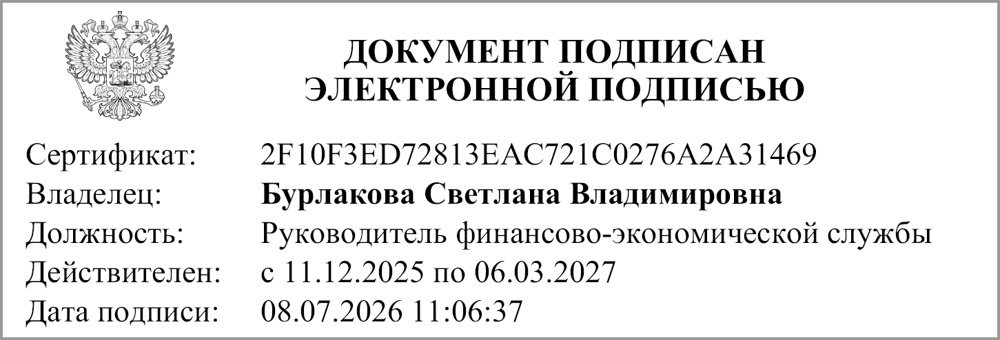 ДОКУМЕНТ ПОДПИСАН
ЭЛЕКТРОННОЙ ПОДПИСЬЮ
Сертификат: 2F10F3ED72813EAC721C0276A2A31469
Владелец: Бурлакова Светлана Владимировна
Должность: Руководитель финансово-экономической службы
Действителен: с 11.12.2025 по 06.03.2027
Дата подписи: 08.07.2026 11:06:37